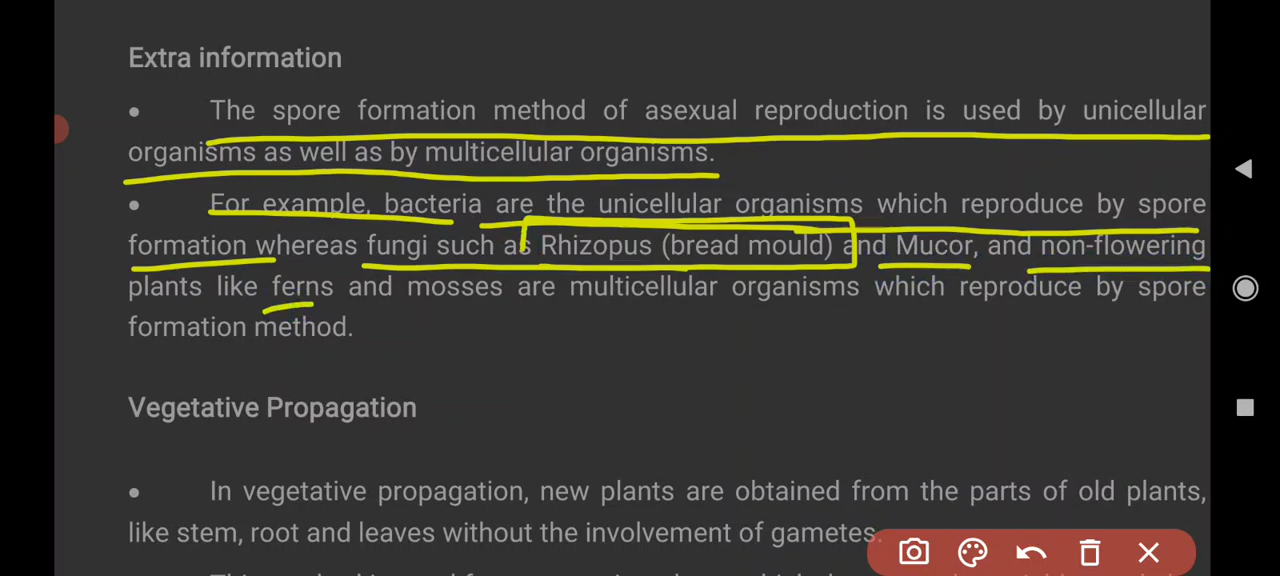 Extra information
• The spore formation method of asexual reproduction is used by unicellular
organisms as well as by multicellular organisms.
• For example, bacteria are the unicellular organisms which reproduce by spore
formation whereas fungi such as Rhizopus (bread mould) and Mucor, and non-flowering
plants like ferns and mosses are multicellular organisms which reproduce by spore
formation method.
Vegetative Propagation
• In vegetative propagation, new plants are obtained from the parts of old plants,
like stem, root and leaves without the involvement of gametes.